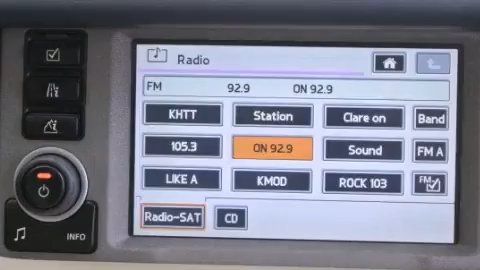 Radio
FM 92.9 ON 92.9
KHTT Station Clare on Band
105.3 ON 92.9 Sound FM A
LIKE A KMOD ROCK 103 FM
Radio-SAT CD
INFO